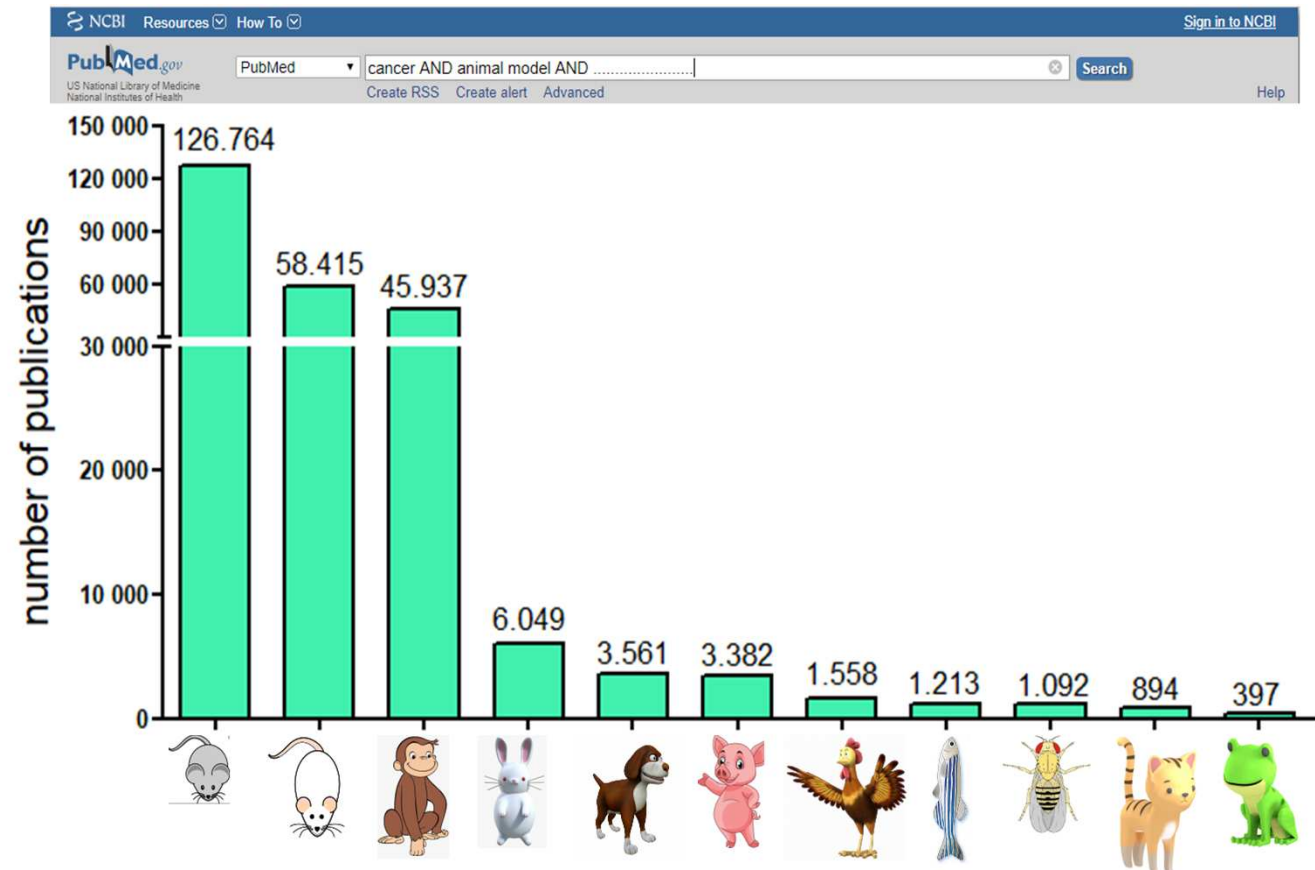 NCBI Resources How To Sign in to NCBI
PubMed.gov
US National Library of Medicine
National Institutes of Health
PubMed
cancer AND animal model AND .......................
Search
Create RSS Create alert Advanced
Help
number of publications
150 000
120 000
90 000
60 000
30 000
20 000
10 000
0
126.764
58.415
45.937
6.049
3.561
3.382
1.558
1.213
1.092
894
397